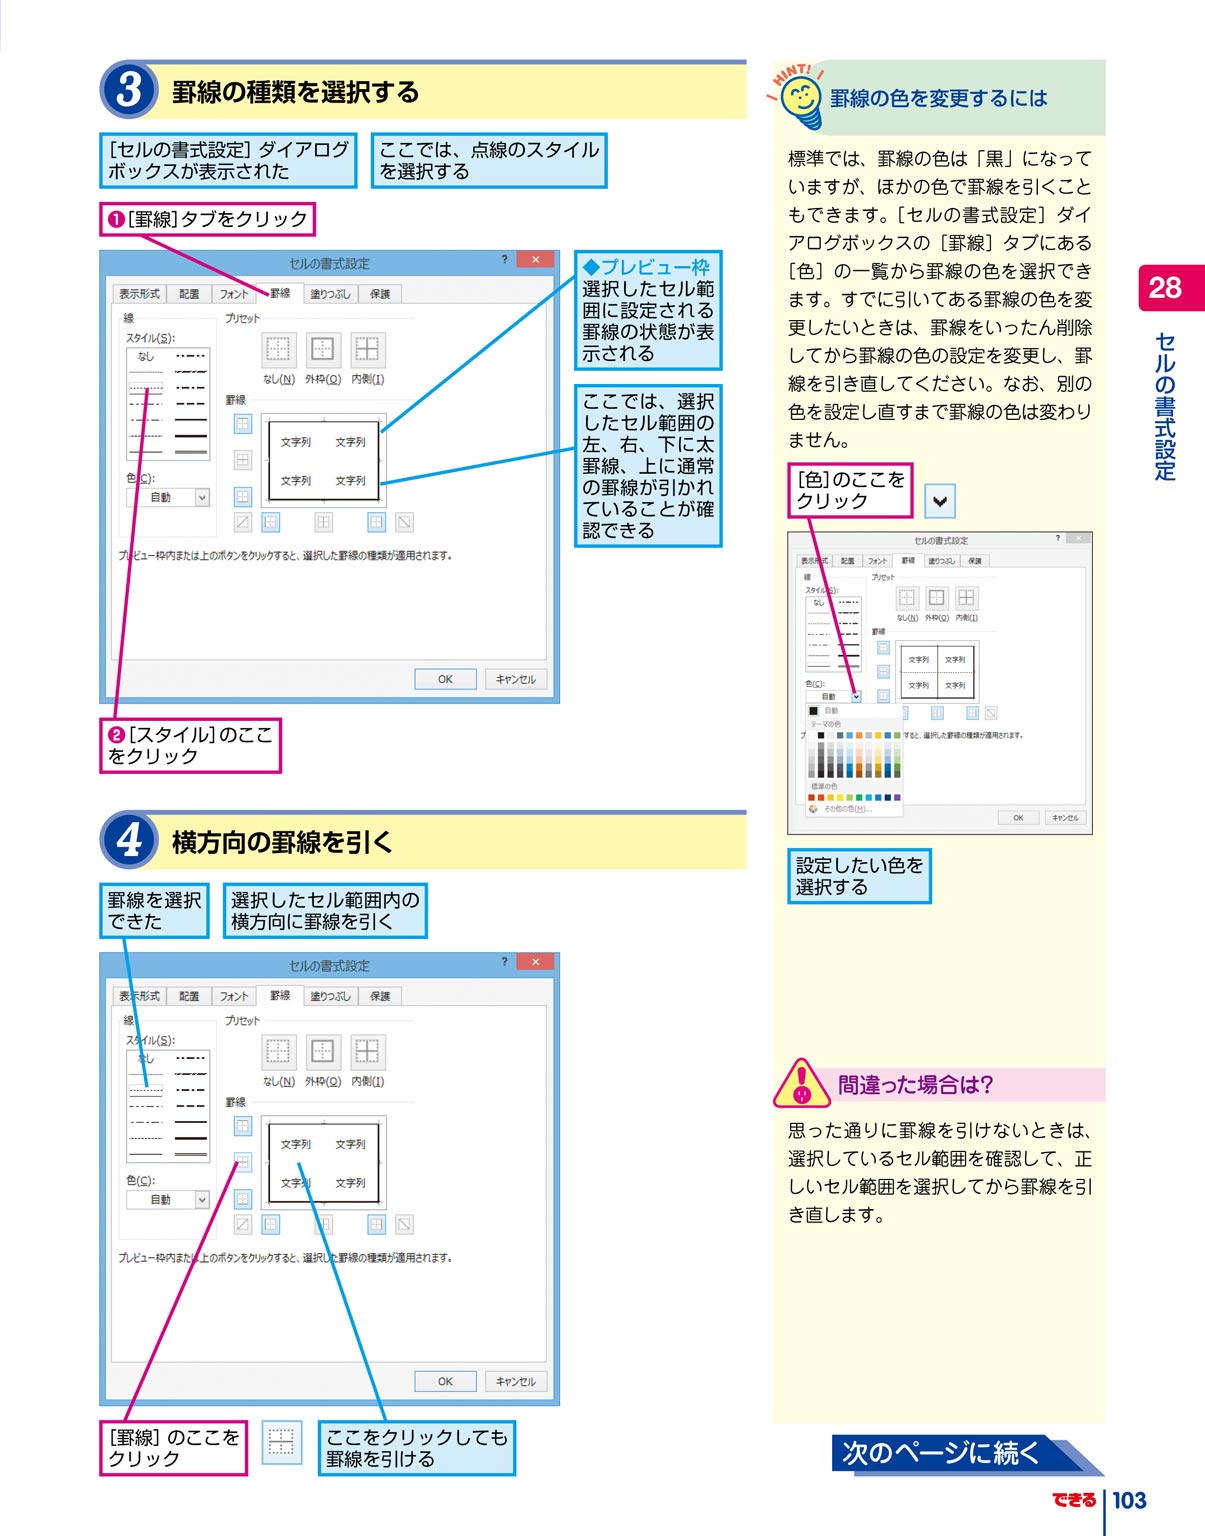 3 罫線の種類を選択する
[セルの書式設定] ダイアログ
ボックスが表示された
ここでは、点線のスタイル
を選択する
❶[罫線]タブをクリック
セルの書式設定
? ×
表示形式 配置 フォント 罫線 塗りつぶし 保護
線
スタイル(S):
なし
プリセット
なし(N) 外枠(O) 内側(I)
罫線
文字列 文字列
文字列 文字列
色(C):
自動
プレビュー枠内または上のボタンをクリックすると、選択した罫線の種類が適用されます。
OK キャンセル
◆プレビュー枠
選択したセル範
囲に設定される
罫線の状態が表
示される
ここでは、選択
したセル範囲の
左、右、下に太
罫線、上に通常
の罫線が引かれ
ていることが確
認できる
❷[スタイル]のここ
をクリック
4 横方向の罫線を引く
罫線を選択
できた
選択したセル範囲内の
横方向に罫線を引く
セルの書式設定
? ×
表示形式 配置 フォント 罫線 塗りつぶし 保護
線
スタイル(S):
なし
プリセット
なし(N) 外枠(O) 内側(I)
罫線
文字列 文字列
文字列 文字列
色(C):
自動
プレビュー枠内または上のボタンをクリックすると、選択した罫線の種類が適用されます。
OK キャンセル
[罫線] のここを
クリック
ここをクリックしても
罫線を引ける
HINT!
罫線の色を変更するには
標準では、罫線の色は「黒」になって
いますが、ほかの色で罫線を引くこと
もできます。[セルの書式設定] ダイ
アログボックスの [罫線] タブにある
[色] の一覧から罫線の色を選択でき
ます。すでに引いてある罫線の色を変
更したいときは、罫線をいったん削除
してから罫線の色の設定を変更し、罫
線を引き直してください。なお、別の
色を設定し直すまで罫線の色は変わり
ません。
[色]のここを
クリック
セルの書式設定
? ×
表示形式 配置 フォント 罫線 塗りつぶし 保護
線
スタイル(S):
なし
プリセット
なし(N) 外枠(O) 内側(I)
罫線
文字列 文字列
文字列 文字列
色(C):
自動
自動
テーマの色
すると、選択した罫線の種類が適用されます。
標準の色
その他の色(M)...
OK キャンセル
設定したい色を
選択する
間違った場合は?
思った通りに罫線を引けないときは、
選択しているセル範囲を確認して、正
しいセル範囲を選択してから罫線を引
き直します。
28
セルの書式設定
次のページに続く
できる 103